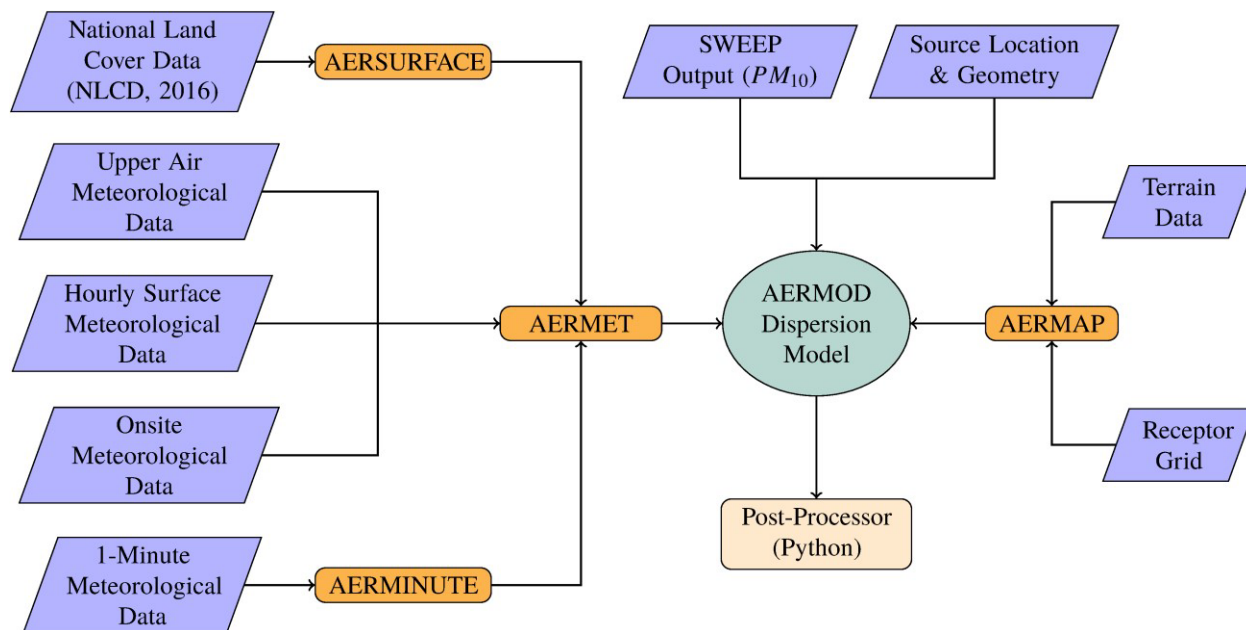 National Land
Cover Data
(NLCD, 2016)
AERSURFACE
SWEEP
Output (PM₁₀)
Source Location
& Geometry
Upper Air
Meteorological
Data
Terrain
Data
Hourly Surface
Meteorological
Data
AERMET
AERMOD
Dispersion
Model
AERMAP
Onsite
Meteorological
Data
Receptor
Grid
Post-Processor
(Python)
1-Minute
Meteorological
Data
AERMINUTE